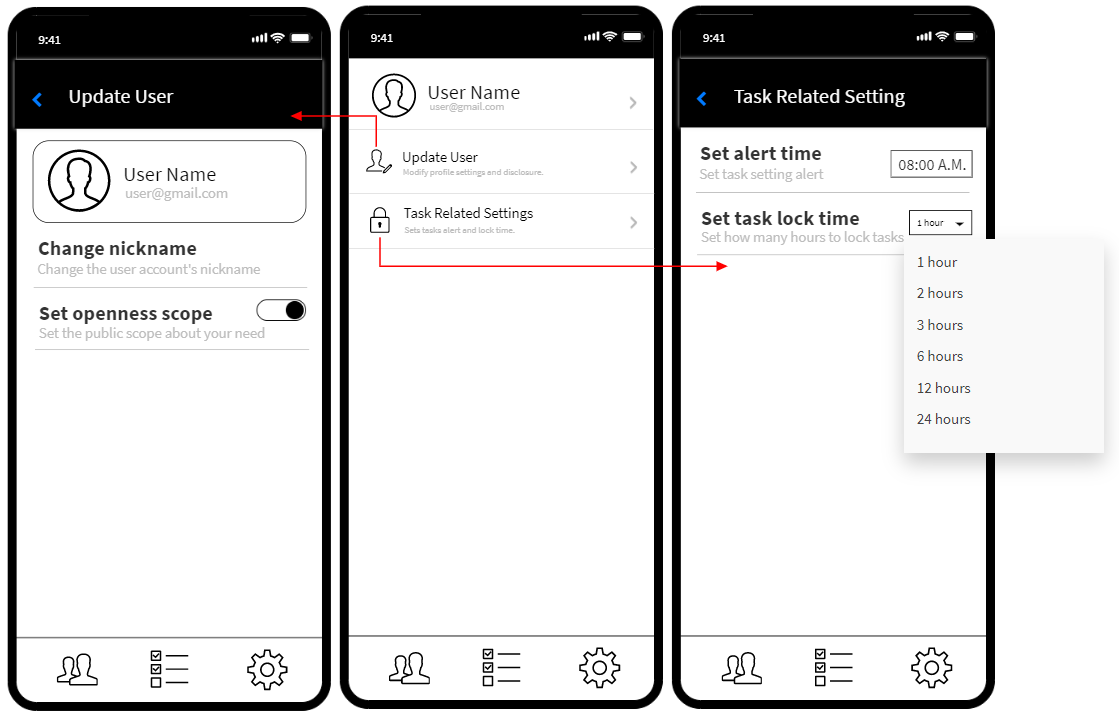 9:41
Update User
User Name
user@gmail.com
Change nickname
Change the user account's nickname
Set openness scope
Set the public scope about your need
9:41
User Name
user@gmail.com
Update User
Modify profile settings and disclosure.
Task Related Settings
Sets tasks alert and lock time.
9:41
Task Related Setting
Set alert time
Set task setting alert
08:00 A.M.
Set task lock time
Set how many hours to lock tasks
1 hour
1 hour
2 hours
3 hours
6 hours
12 hours
24 hours